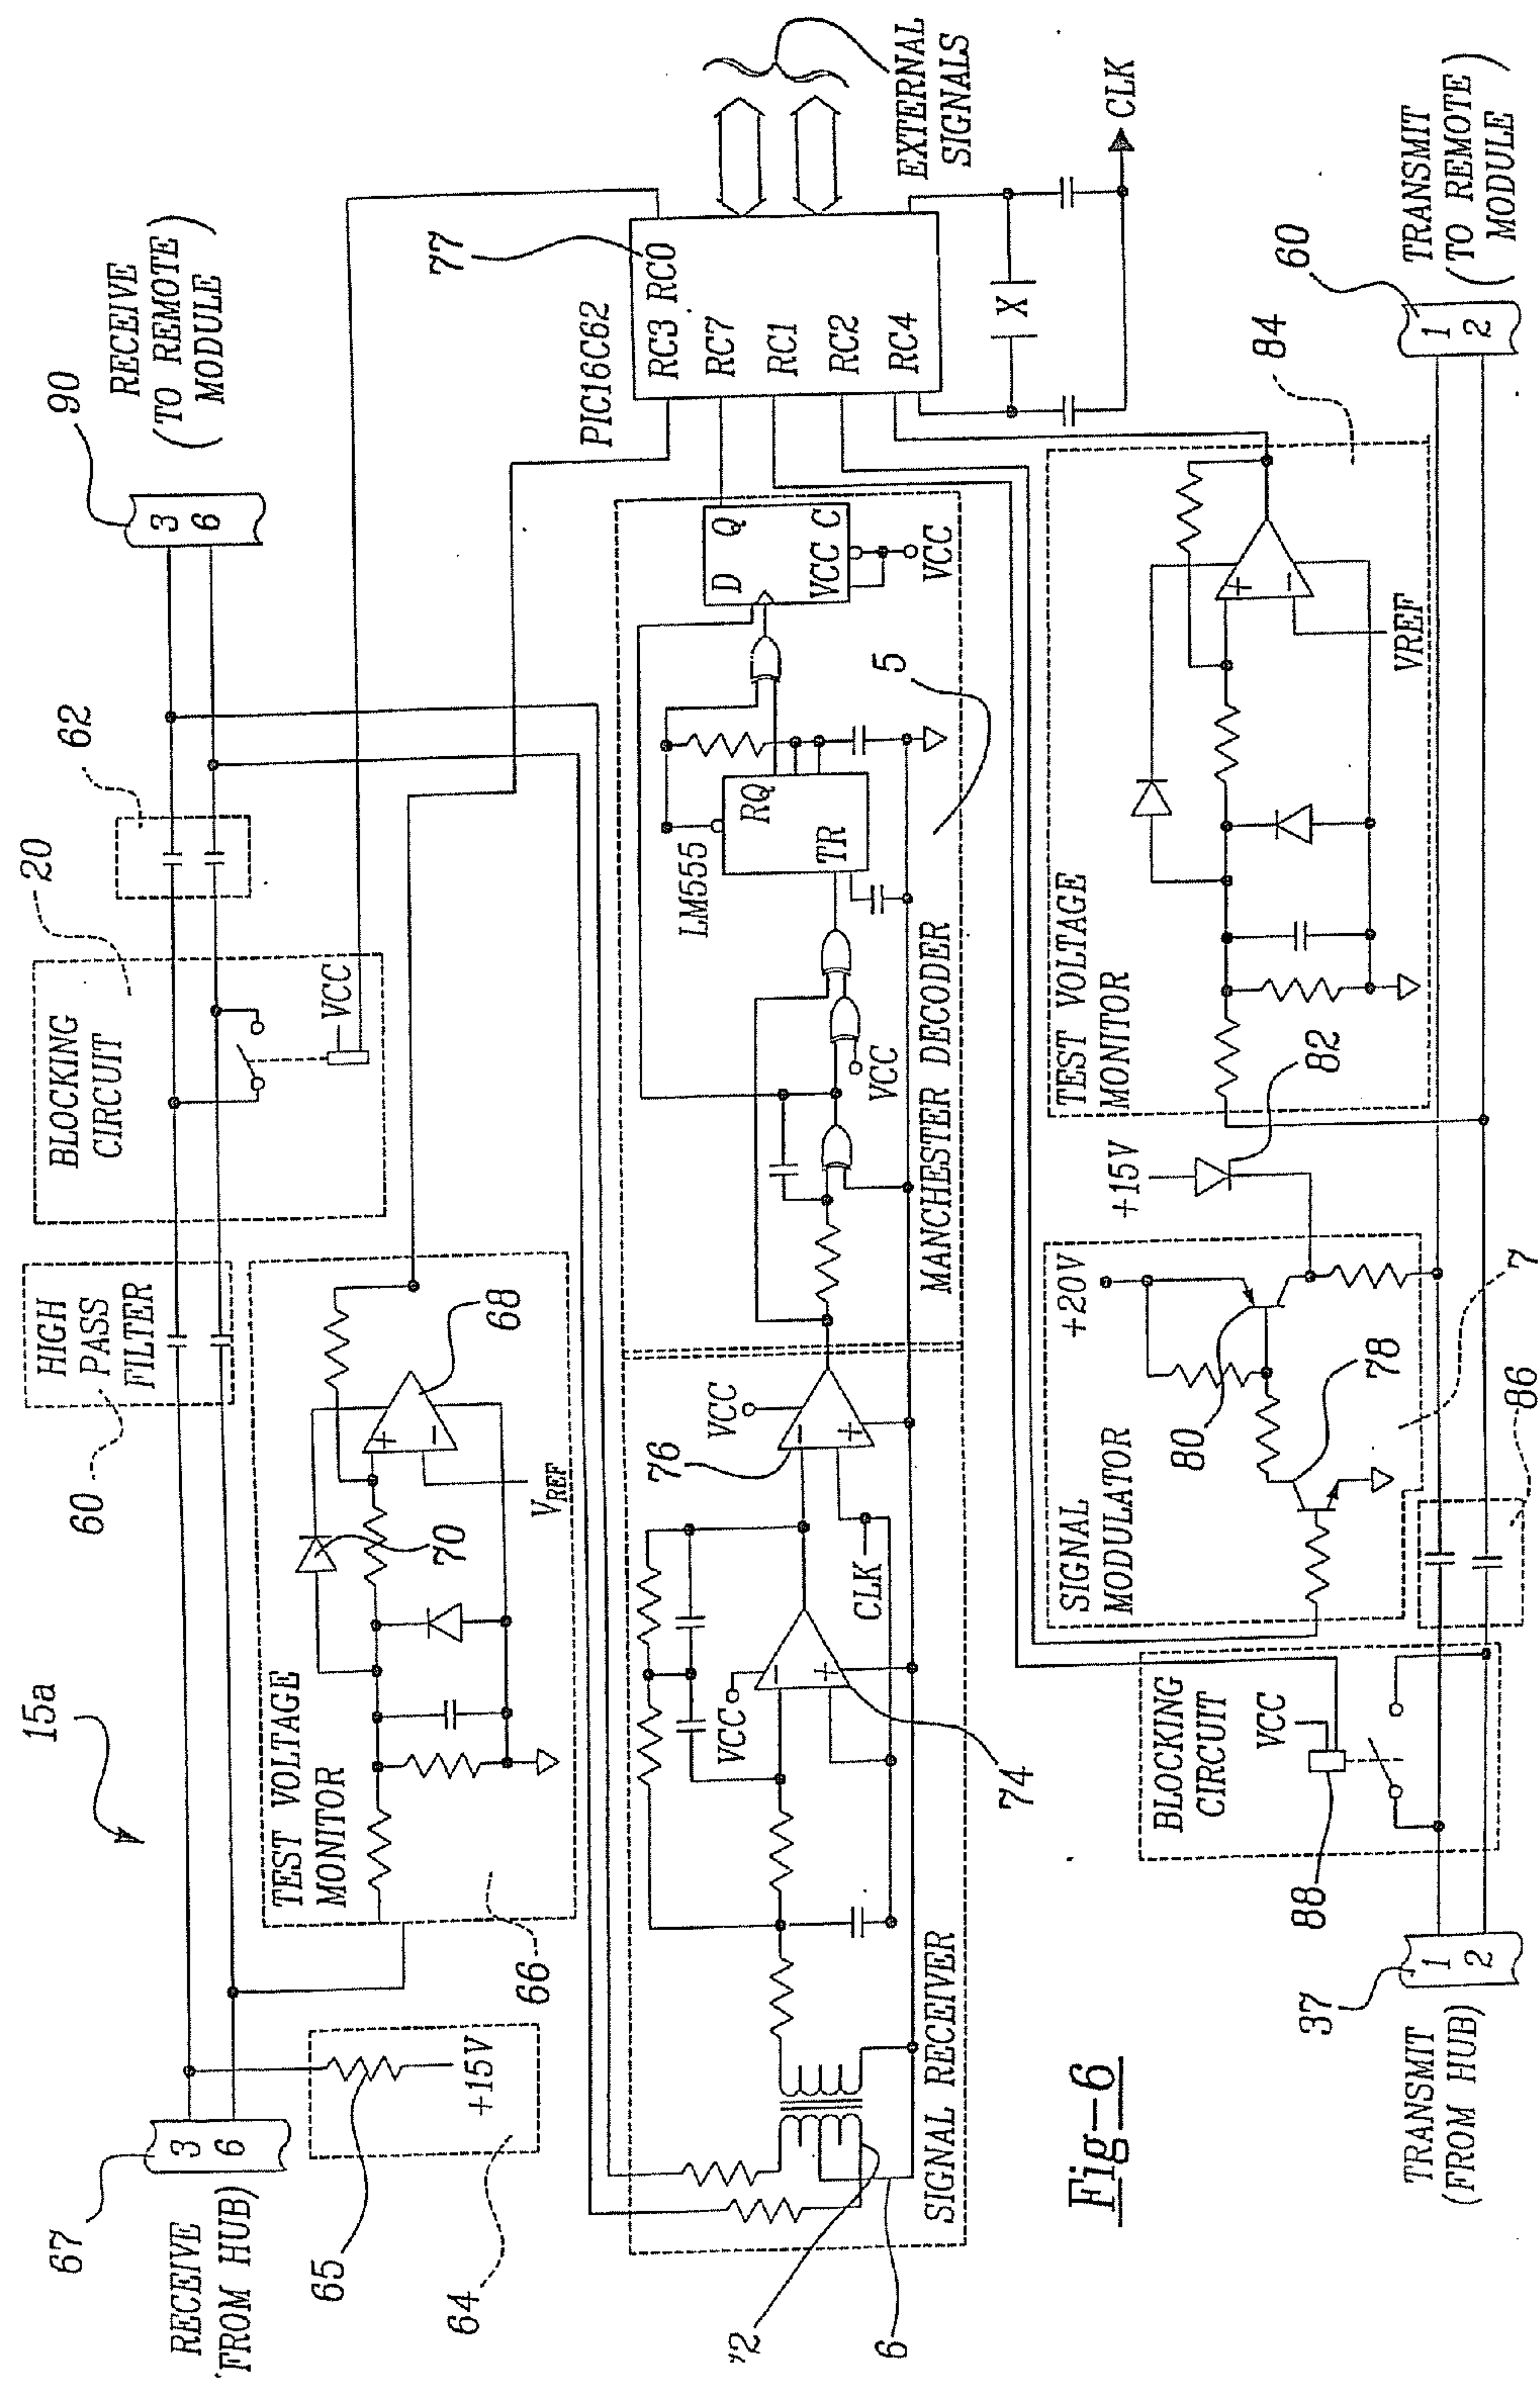 15a
67
3
6
RECEIVE
FROM HUB)
65
64
+15V
HIGH
PASS
FILTER
60
BLOCKING
CIRCUIT
20
VCC
62
90
3
6
RECEIVE
(TO REMOTE)
MODULE
TEST VOLTAGE
MONITOR
66
70
68
+
-
VREF
77
PIC16C62
RC3 RC0
RC7
RC1
RC2
RC4
EXTERNAL
SIGNALS
X
CLK
SIGNAL RECEIVER
6
74
VCC
-
+
CLK
76
VCC
-
+
MANCHESTER DECODER
5
VCC
LM555
RQ
TR
D Q
VCC C
VCC
Fig-6
TRANSMIT
(FROM HUB)
37
1
2
BLOCKING
CIRCUIT
VCC
88
86
SIGNAL
MODULATOR
+20V
80
78
7
+15V
82
TEST VOLTAGE
MONITOR
84
+
-
VREF
60
1
2
TRANSMIT
(TO REMOTE)
MODULE